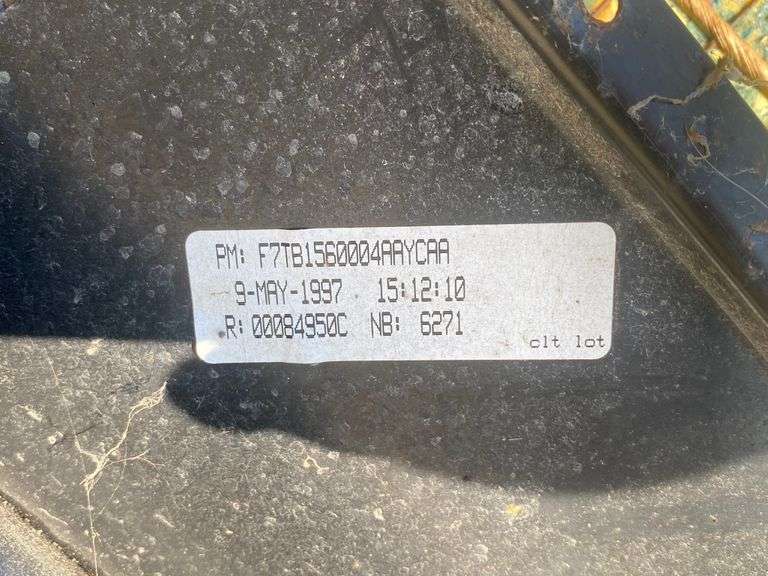 PM: F7TB1560004AAYCAA
9-MAY-1997 15:12:10
R: 00084950C NB: 6271
clt lot